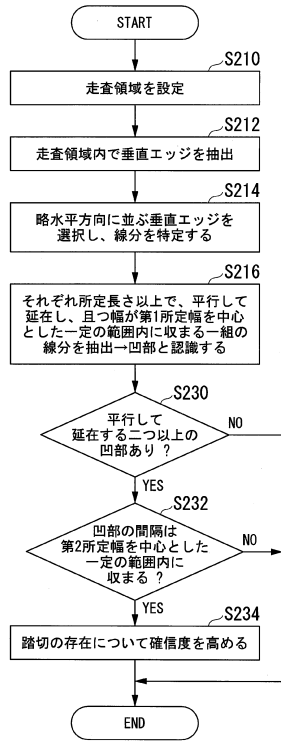 START
S210
走査領域を設定
S212
走査領域内で垂直エッジを抽出
S214
略水平方向に並ぶ垂直エッジを
選択し、線分を特定する
S216
それぞれ所定長さ以上で、平行して
延在し、且つ幅が第1所定幅を中心
とした一定の範囲内に収まる一組の
線分を抽出→凹部と認識する
S230
平行して
延在する二つ以上の
凹部あり ?
NO
YES
S232
凹部の間隔は
第2所定幅を中心とした
一定の範囲内に
収まる ?
NO
YES
S234
踏切の存在について確信度を高める
END